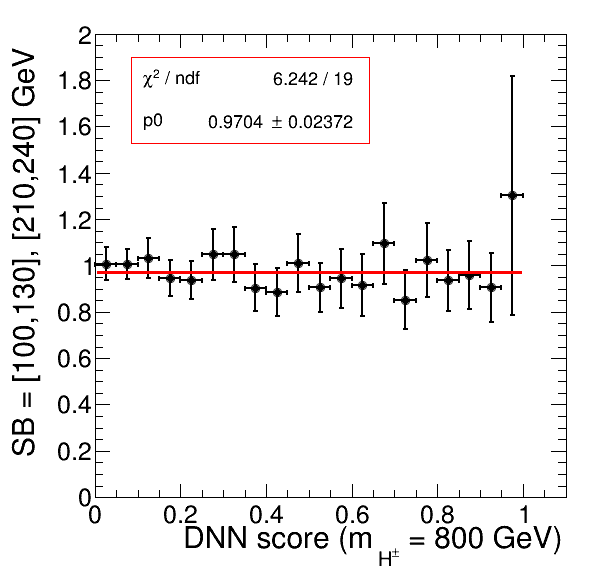 SB = [100,130], [210,240] GeV
2
1.8
1.6
1.4
1.2
1
0.8
0.6
0.4
0.2
0
χ² / ndf 6.242 / 19
p0 0.9704 ± 0.02372
0 0.2 0.4 0.6 0.8 1
DNN score (m_H± = 800 GeV)